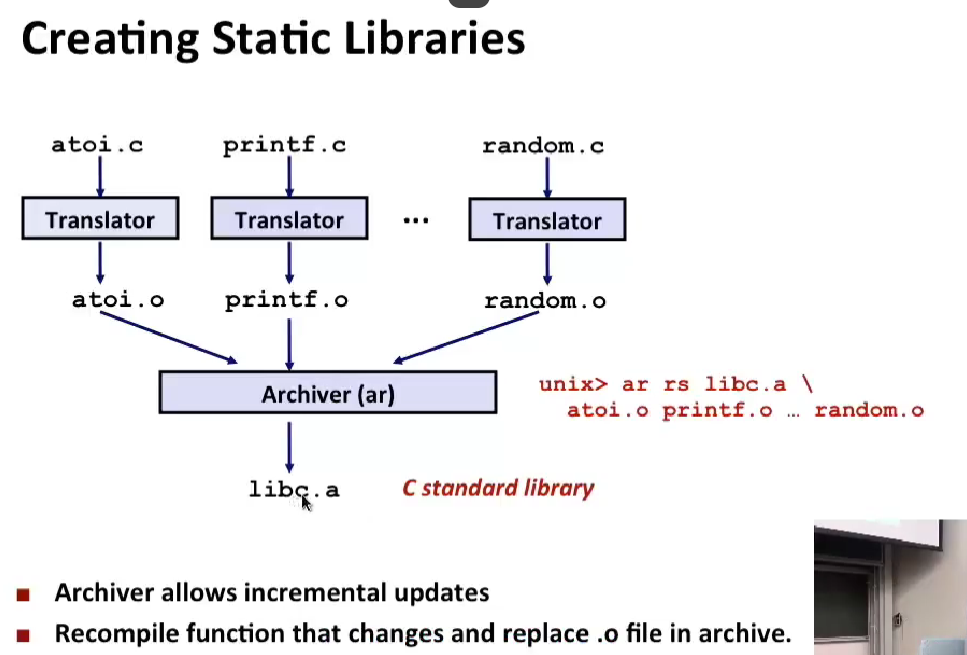 Creating Static Libraries
atoi.c printf.c random.c
Translator Translator ... Translator
atoi.o printf.o random.o
Archiver (ar)
unix> ar rs libc.a \
atoi.o printf.o … random.o
libc.a C standard library
Archiver allows incremental updates
Recompile function that changes and replace .o file in archive.